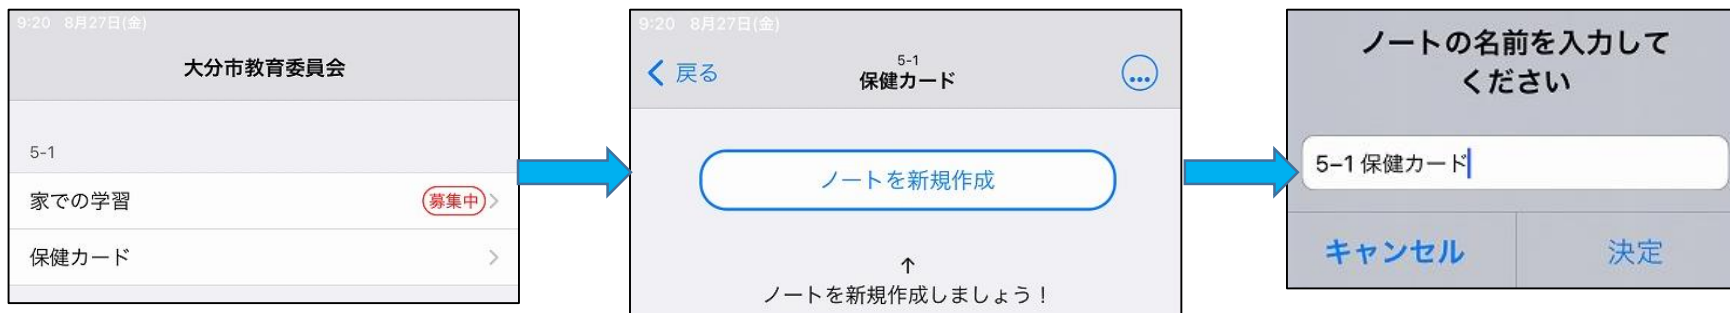 9:20 8月27日(金)
大分市教育委員会
5-1
家での学習
募集中
保健カード
9:20 8月27日(金)
戻る
5-1
保健カード
ノートを新規作成
↑
ノートを新規作成しましょう！
ノートの名前を入力して
ください
5-1 保健カード
キャンセル
決定